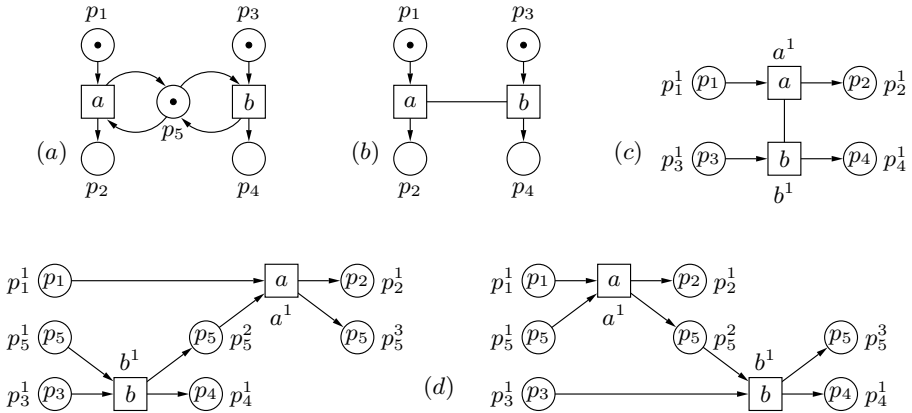 p₁ p₃ p₁ p₃
a b a b
p₅
(a) (b)
p₂ p₄ p₂ p₄
a¹
p₁¹ p₁ a p₂ p₂¹
(c)
p₃¹ p₃ b p₄ p₄¹
b¹
p₁¹ p₁ a p₂ p₂¹
a¹
p₅¹ p₅ p₅ p₅² p₅ p₅³
b¹
p₃¹ p₃ b p₄ p₄¹
(d)
p₁¹ p₁ a p₂ p₂¹
a¹
p₅¹ p₅ p₅ p₅² p₅ p₅³
b¹
p₃¹ p₃ b p₄ p₄¹